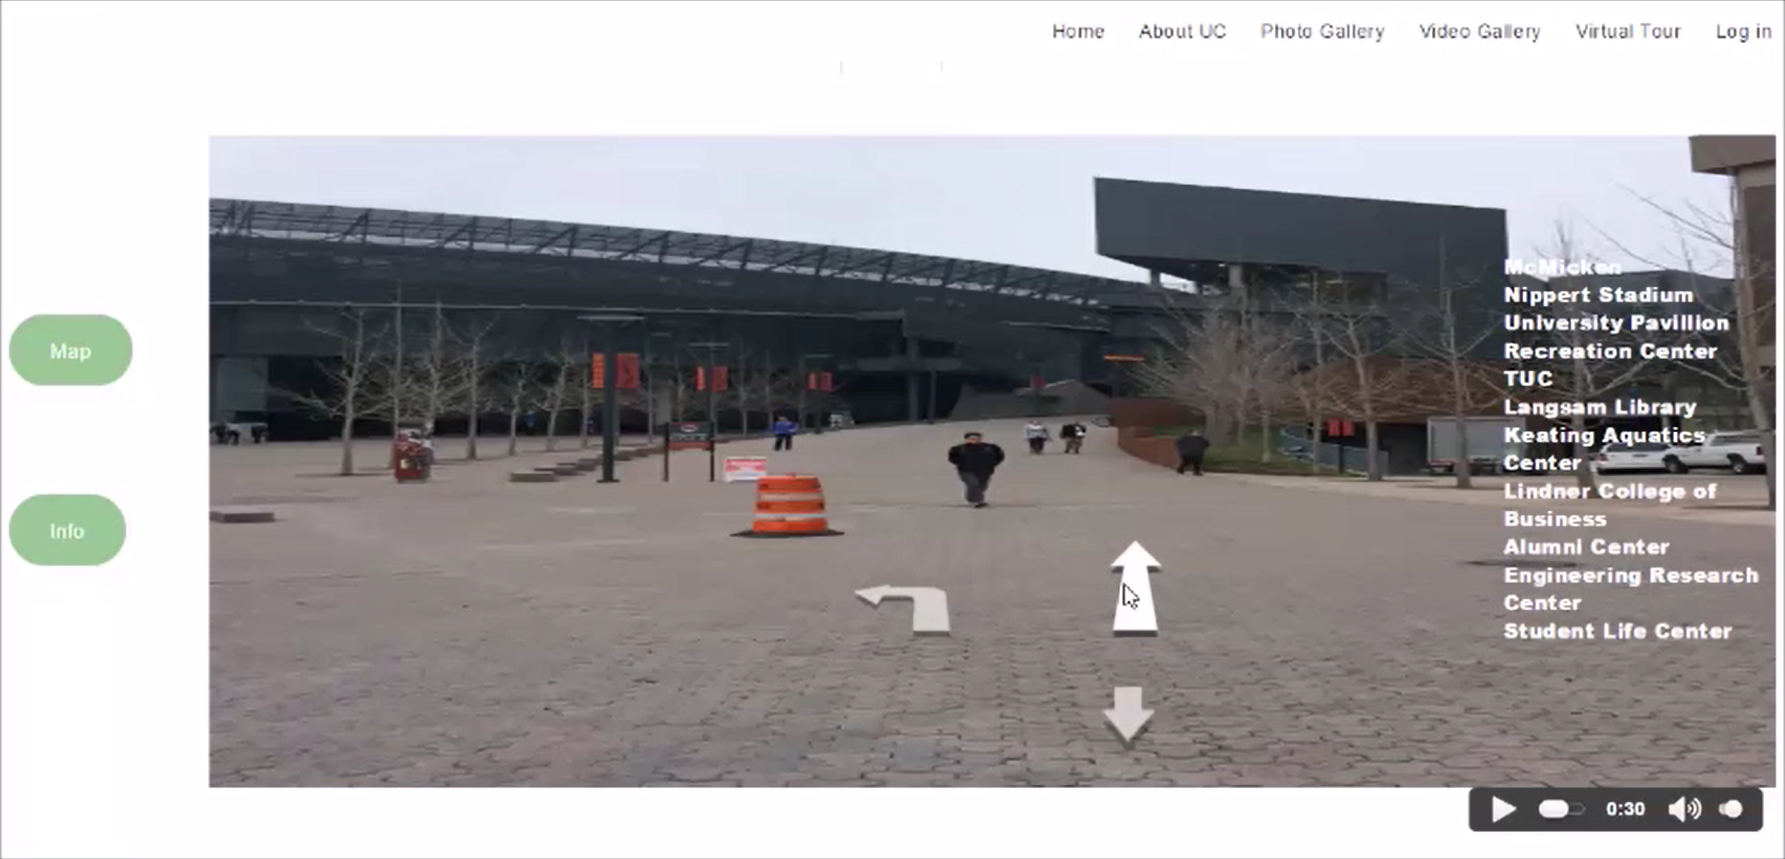 Home About UC Photo Gallery Video Gallery Virtual Tour Log in
McMicken
Nippert Stadium
University Pavillion
Map
Recreation Center
TUC
Langsam Library
Keating Aquatics
Center
Lindner College of
Business
Info
Alumni Center
Engineering Research
Center
Student Life Center
0:30